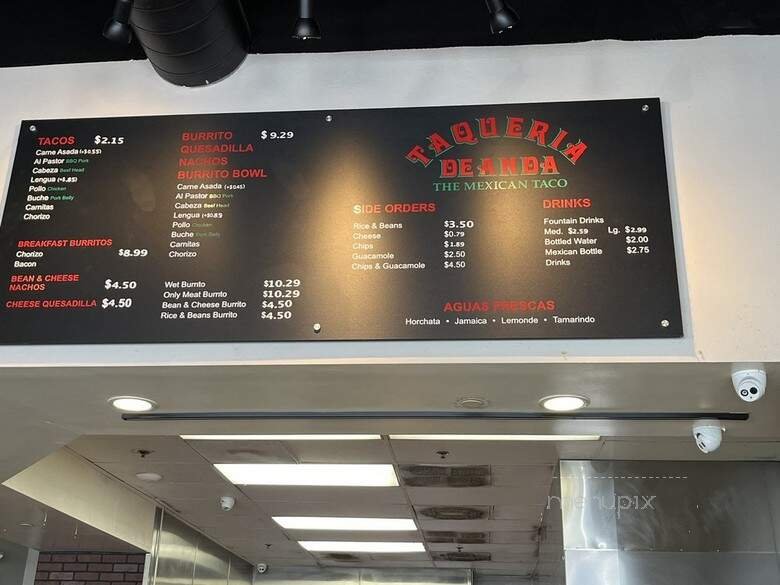 TACOS $2.15
Carne Asada (+$0.55)
Al Pastor BBQ Pork
Cabeza Beef Head
Lengua
Pollo Chicken
Buche Pork Belly
Carnitas
Chorizo
BREAKFAST BURRITOS
Chorizo $8.99
Bacon
BEAN & CHEESE
NACHOS $4.50
CHEESE QUESADILLA $4.50
BURRITO $9.29
QUESADILLA
NACHOS
BURRITO BOWL
Carne Asada (+$0.45)
Al Pastor BBQ Pork
Cabeza Beef Head
Lengua (+$0.89
Pollo Chicken
Buche Pork Belly
Carnitas
Chorizo
Wet Burrito $10.29
Only Meat Burrito $10.29
Bean & Cheese Burrito $4.50
Rice & Beans Burrito $4.50
TAQUERIA
DE ANDA
THE MEXICAN TACO
SIDE ORDERS
Rice & Beans $3.50
Cheese $0.79
Chips $1.89
Guacamole $2.50
Chips & Guacamole $4.50
DRINKS
Fountain Drinks
Med. $2.59 Lg. $2.99
Bottled Water $2.00
Mexican Bottle $2.75
Drinks
AGUAS FRESCAS
Horchata • Jamaica • Lemonde • Tamarindo
menupix